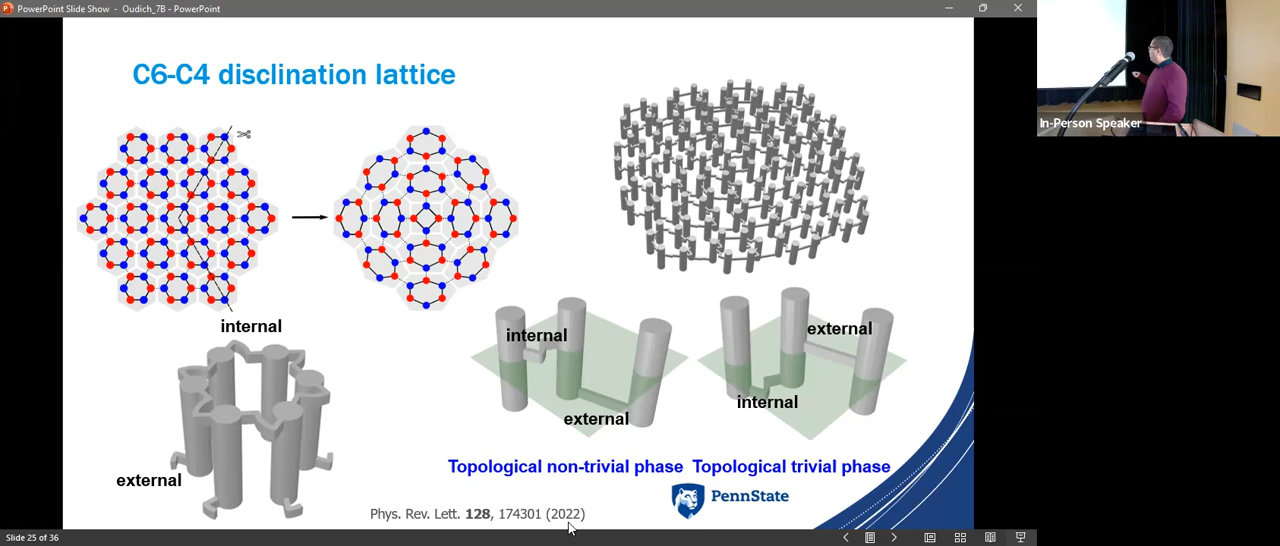 PowerPoint Slide Show - Oudich_7B - PowerPoint
C6-C4 disclination lattice
In-Person Speaker
internal
external
internal
external
external
internal
Topological non-trivial phase
Topological trivial phase
PennState
Phys. Rev. Lett. 128, 174301 (2022)
Slide 25 of 36